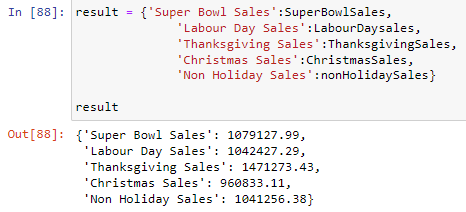 In [88]: result = {'Super Bowl Sales':SuperBowlSales,
'Labour Day Sales':LabourDaysales,
'Thanksgiving Sales':ThanksgivingSales,
'Christmas Sales':ChristmasSales,
'Non Holiday Sales':nonHolidaySales}
result
Out[88]: {'Super Bowl Sales': 1079127.99,
'Labour Day Sales': 1042427.29,
'Thanksgiving Sales': 1471273.43,
'Christmas Sales': 960833.11,
'Non Holiday Sales': 1041256.38}